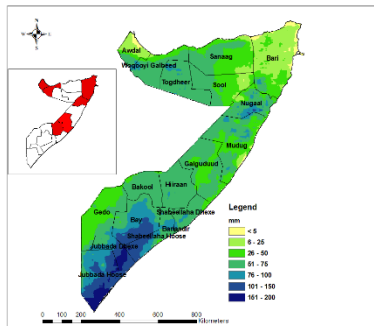 N
Awdal
Woqooyi Galbeed
Togdheer
Sanaag
Bari
Sool
Nugaal
Mudug
Galguduud
Bakool
Hiiraan
Gedo
Bay
Shabeellaha Dhexe
Banadir
Shabeellaha Hoose
Jubbada Dhexe
Jubbada Hoose
Legend
mm
< 5
6 - 25
26 - 50
51 - 75
76 - 100
101 - 150
151 - 200
0 100 200 400 600 800
Kilometers